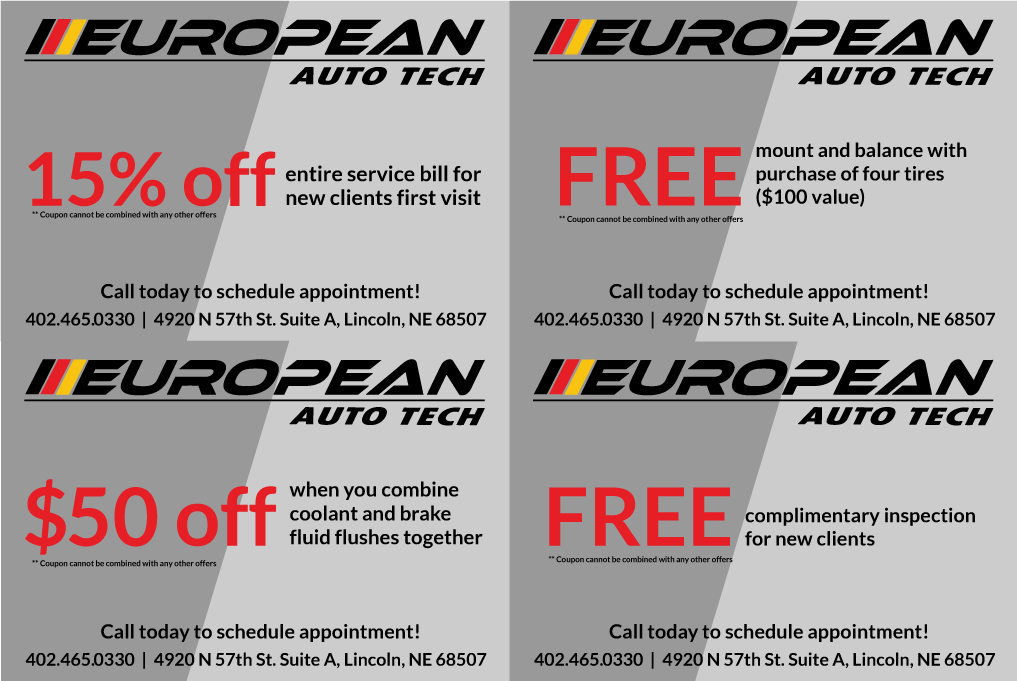 EUROPEAN
AUTO TECH
15% off
entire service bill for
new clients first visit
** Coupon cannot be combined with any other offers
Call today to schedule appointment!
402.465.0330 | 4920 N 57th St. Suite A, Lincoln, NE 68507
EUROPEAN
AUTO TECH
FREE
mount and balance with
purchase of four tires
($100 value)
** Coupon cannot be combined with any other offers
Call today to schedule appointment!
402.465.0330 | 4920 N 57th St. Suite A, Lincoln, NE 68507
EUROPEAN
AUTO TECH
$50 off
when you combine
coolant and brake
fluid flushes together
** Coupon cannot be combined with any other offers
Call today to schedule appointment!
402.465.0330 | 4920 N 57th St. Suite A, Lincoln, NE 68507
EUROPEAN
AUTO TECH
FREE
complimentary inspection
for new clients
** Coupon cannot be combined with any other offers
Call today to schedule appointment!
402.465.0330 | 4920 N 57th St. Suite A, Lincoln, NE 68507